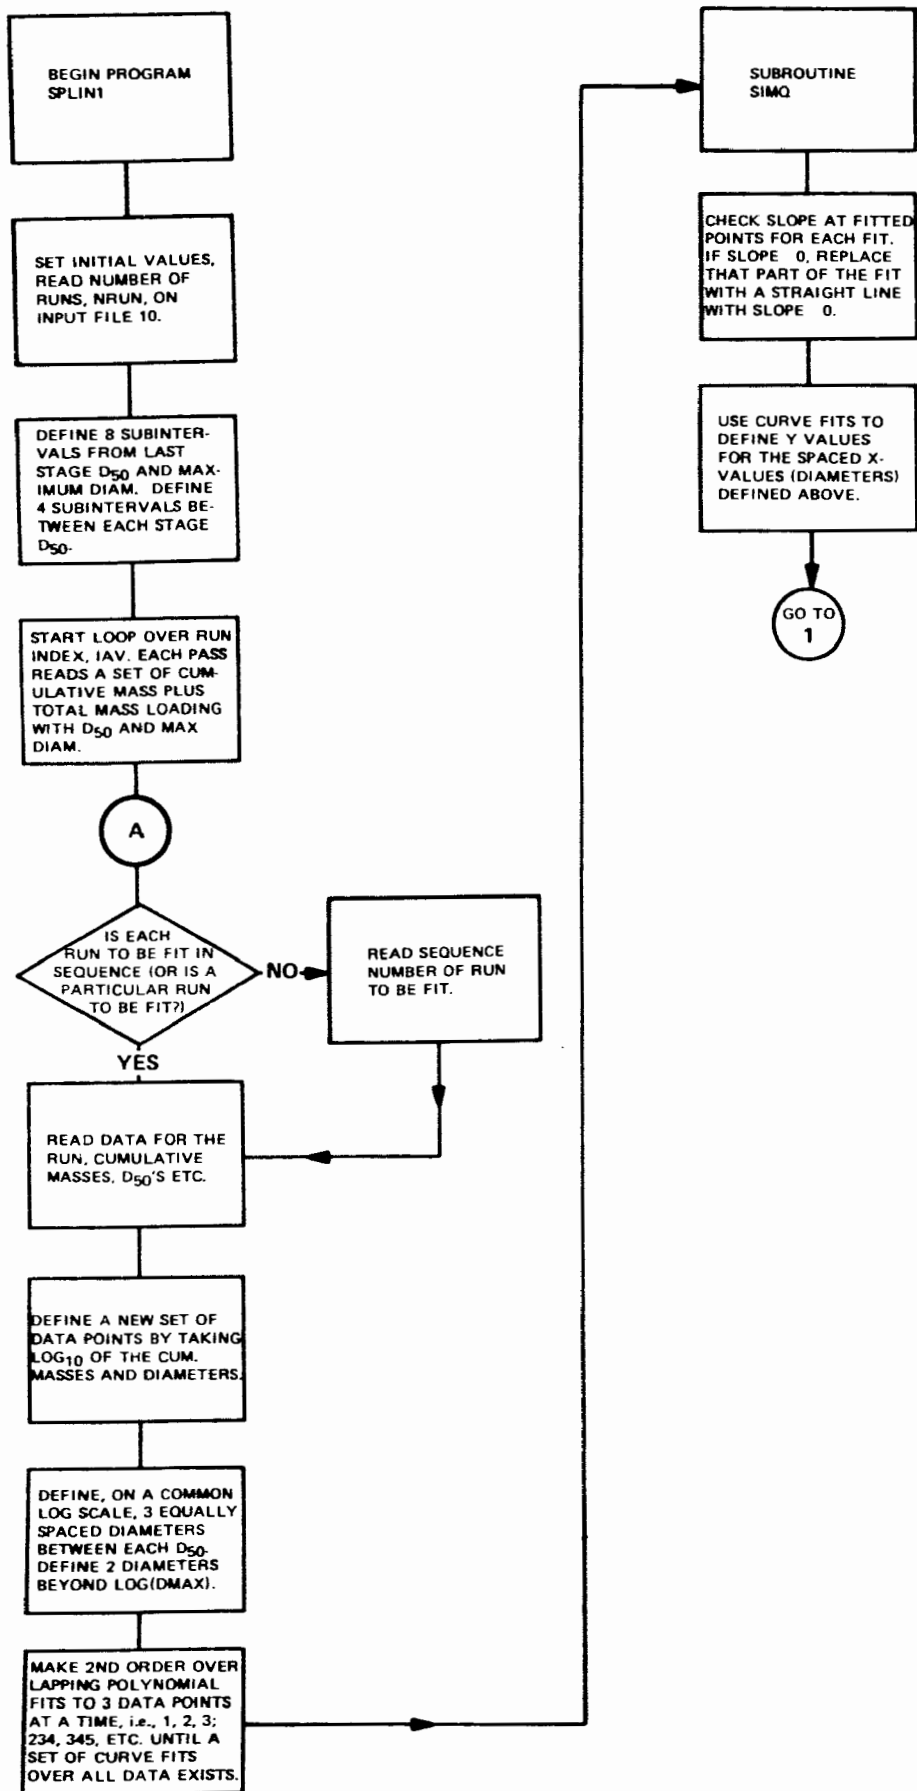 BEGIN PROGRAM
SPLIN1
SET INITIAL VALUES,
READ NUMBER OF
RUNS, NRUN, ON
INPUT FILE 10.
DEFINE 8 SUBINTER-
VALS FROM LAST
STAGE D50 AND MAX-
IMUM DIAM. DEFINE
4 SUBINTERVALS BE-
TWEEN EACH STAGE
D50.
START LOOP OVER RUN
INDEX, IAV. EACH PASS
READS A SET OF CUM-
ULATIVE MASS PLUS
TOTAL MASS LOADING
WITH D50 AND MAX
DIAM.
A
IS EACH
RUN TO BE FIT IN
SEQUENCE (OR IS A
PARTICULAR RUN
TO BE FIT?)
NO
READ SEQUENCE
NUMBER OF RUN
TO BE FIT.
YES
READ DATA FOR THE
RUN, CUMULATIVE
MASSES, D50'S ETC.
DEFINE A NEW SET OF
DATA POINTS BY TAKING
LOG10 OF THE CUM.
MASSES AND DIAMETERS.
DEFINE, ON A COMMON
LOG SCALE, 3 EQUALLY
SPACED DIAMETERS
BETWEEN EACH D50.
DEFINE 2 DIAMETERS
BEYOND LOG(DMAX).
MAKE 2ND ORDER OVER
LAPPING POLYNOMIAL
FITS TO 3 DATA POINTS
AT A TIME, i.e., 1, 2, 3;
234, 345, ETC. UNTIL A
SET OF CURVE FITS
OVER ALL DATA EXISTS.
SUBROUTINE
SIMQ
CHECK SLOPE AT FITTED
POINTS FOR EACH FIT.
IF SLOPE 0, REPLACE
THAT PART OF THE FIT
WITH A STRAIGHT LINE
WITH SLOPE 0.
USE CURVE FITS TO
DEFINE Y VALUES
FOR THE SPACED X-
VALUES (DIAMETERS)
DEFINED ABOVE.
GO TO
1